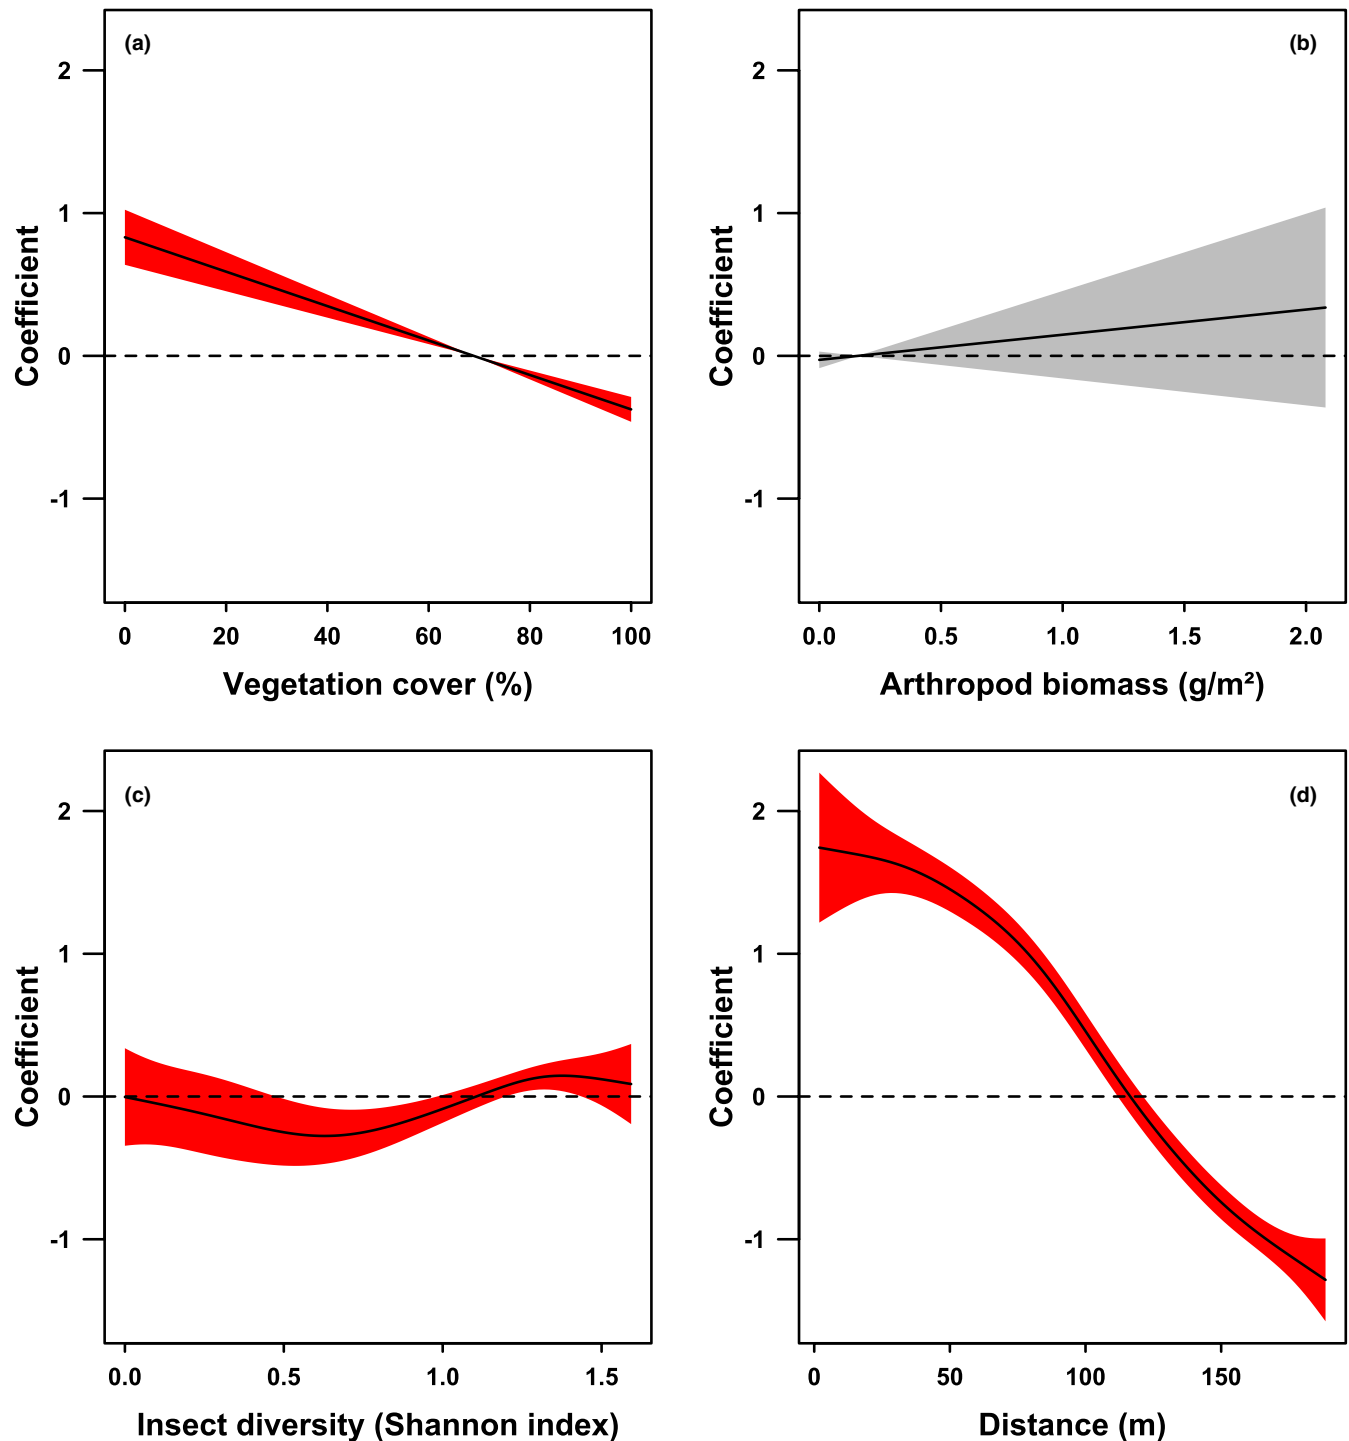 (a)
2
1
0
-1
Coefficient
0 20 40 60 80 100
Vegetation cover (%)
(b)
2
1
0
-1
Coefficient
0.0 0.5 1.0 1.5 2.0
Arthropod biomass (g/m²)
(c)
2
1
0
-1
Coefficient
0.0 0.5 1.0 1.5
Insect diversity (Shannon index)
(d)
2
1
0
-1
Coefficient
0 50 100 150
Distance (m)